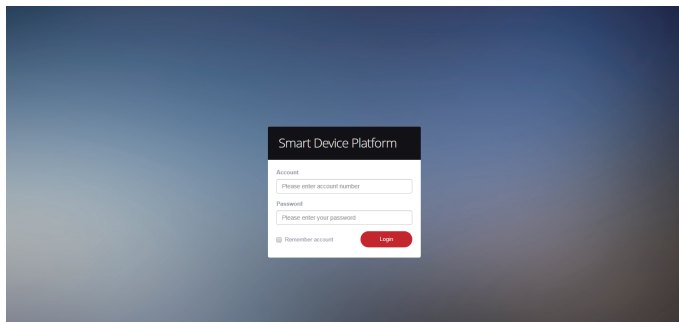 Smart Device Platform
Account
Please enter account number
Password
Please enter your password
Remember account
Login